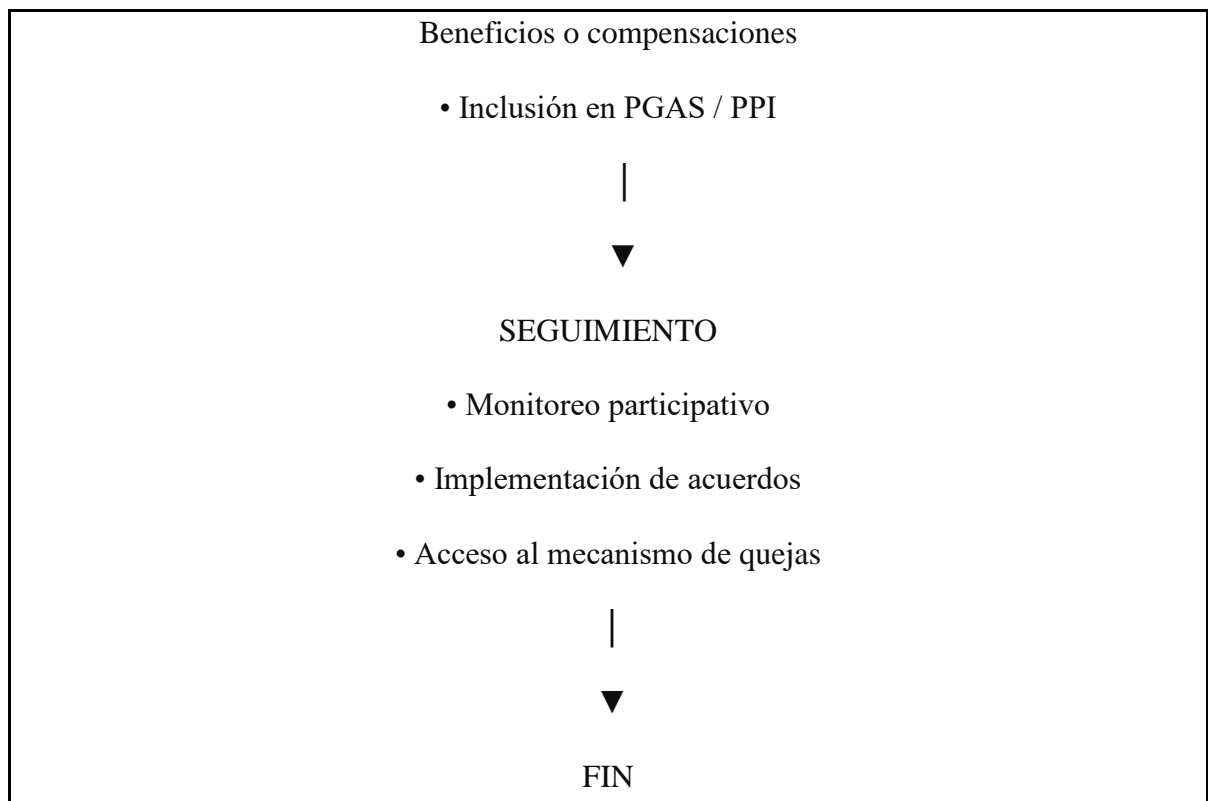 Beneficios o compensaciones
• Inclusión en PGAS / PPI
│
▼
SEGUIMIENTO
• Monitoreo participativo
• Implementación de acuerdos
• Acceso al mecanismo de quejas
│
▼
FIN